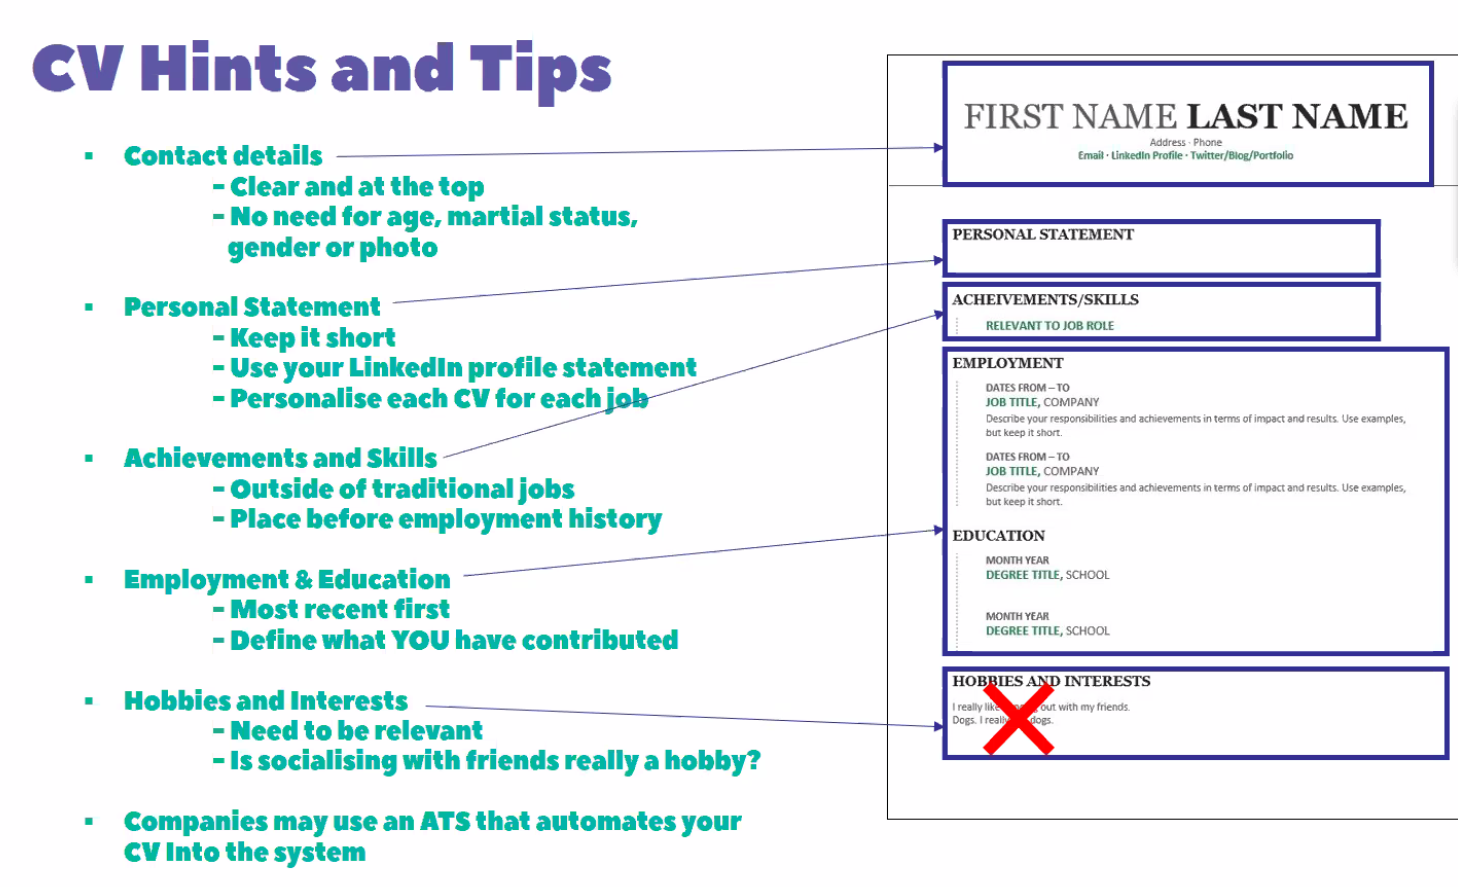 CV Hints and Tips
▪ Contact details
- Clear and at the top
- No need for age, martial status,
gender or photo
▪ Personal Statement
- Keep it short
- Use your LinkedIn profile statement
- Personalise each CV for each job
▪ Achievements and Skills
- Outside of traditional jobs
- Place before employment history
▪ Employment & Education
- Most recent first
- Define what YOU have contributed
▪ Hobbies and Interests
- Need to be relevant
- Is socialising with friends really a hobby?
▪ Companies may use an ATS that automates your
CV Into the system
FIRST NAME LAST NAME
Address · Phone
Email · LinkedIn Profile · Twitter/Blog/Portfolio
PERSONAL STATEMENT
ACHEIVEMENTS/SKILLS
RELEVANT TO JOB ROLE
EMPLOYMENT
DATES FROM – TO
JOB TITLE, COMPANY
Describe your responsibilities and achievements in terms of impact and results. Use examples,
but keep it short.
DATES FROM – TO
JOB TITLE, COMPANY
Describe your responsibilities and achievements in terms of impact and results. Use examples,
but keep it short.
EDUCATION
MONTH YEAR
DEGREE TITLE, SCHOOL
MONTH YEAR
DEGREE TITLE, SCHOOL
HOBBIES AND INTERESTS
I really like out with my friends.
Dogs. I really dogs.